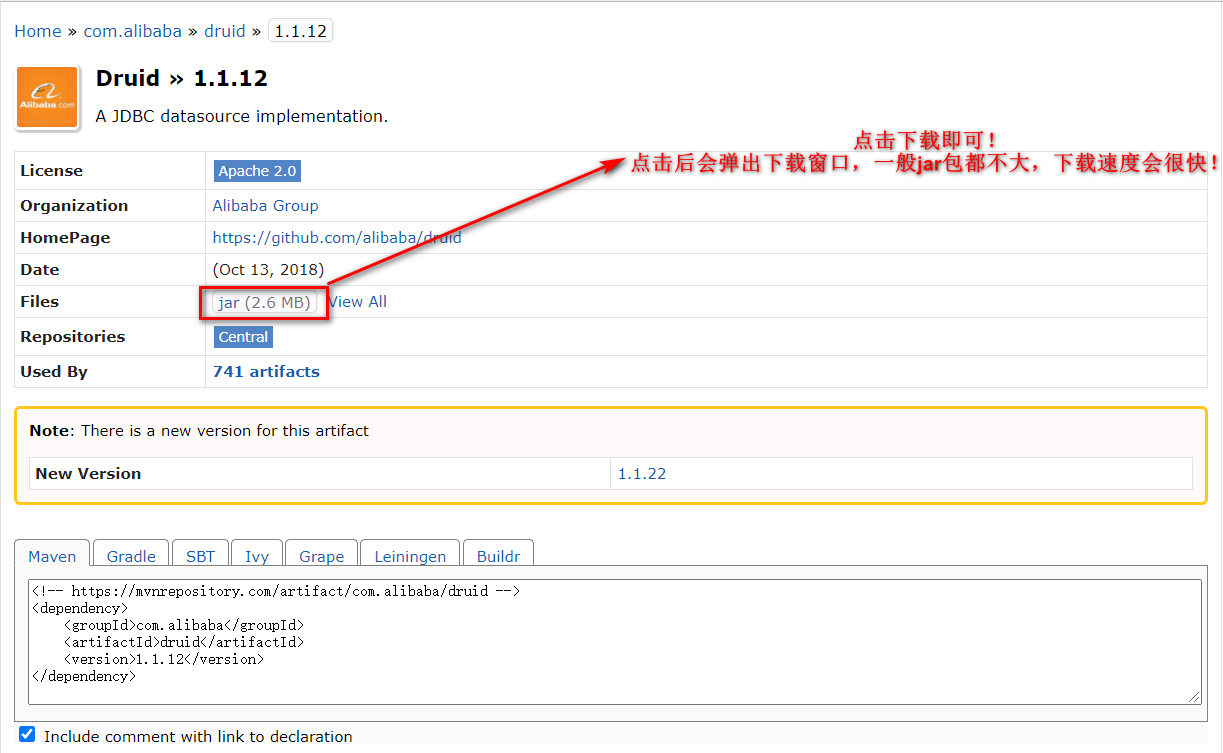 Home » com.alibaba » druid » 1.1.12
Alibaba.com
Druid » 1.1.12
A JDBC datasource implementation.
点击下载即可！
点击后会弹出下载窗口，一般jar包都不大，下载速度会很快！
License Apache 2.0
Organization Alibaba Group
HomePage https://github.com/alibaba/druid
Date (Oct 13, 2018)
Files jar (2.6 MB) View All
Repositories Central
Used By 741 artifacts
Note: There is a new version for this artifact
New Version 1.1.22
Maven Gradle SBT Ivy Grape Leiningen Buildr
<!-- https://mvnrepository.com/artifact/com.alibaba/druid -->
<dependency>
    <groupId>com.alibaba</groupId>
    <artifactId>druid</artifactId>
    <version>1.1.12</version>
</dependency>
Include comment with link to declaration